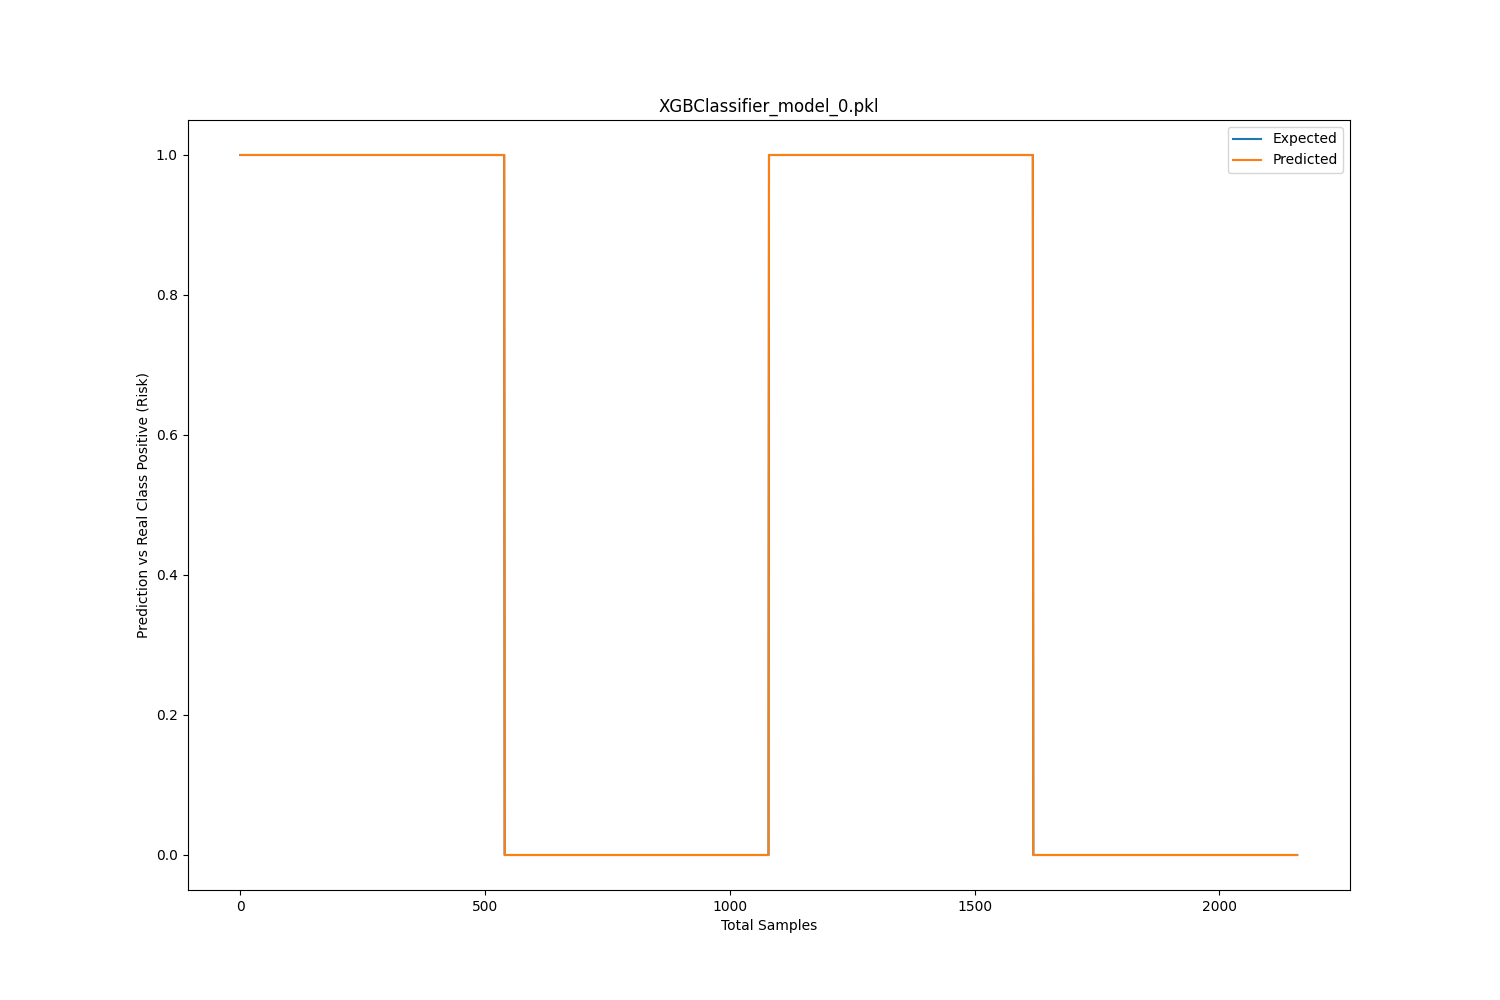 XGBClassifier_model_0.pkl
Expected
Predicted
1.0
0.8
0.6
0.4
0.2
0.0
Prediction vs Real Class Positive (Risk)
0
500
1000
1500
2000
Total Samples